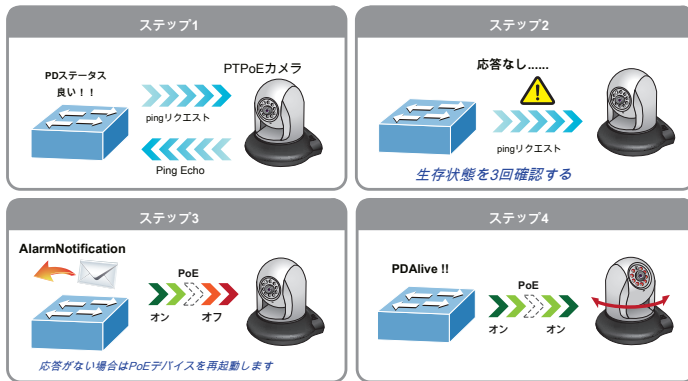 ステップ1
PDステータス
良い！！
PTPoEカメラ
pingリクエスト
Ping Echo
ステップ2
応答なし......
pingリクエスト
生存状態を3回確認する
ステップ3
AlarmNotification
PoE
オン オフ
応答がない場合はPoEデバイスを再起動します
ステップ4
PDAlive !!
PoE
オン オン